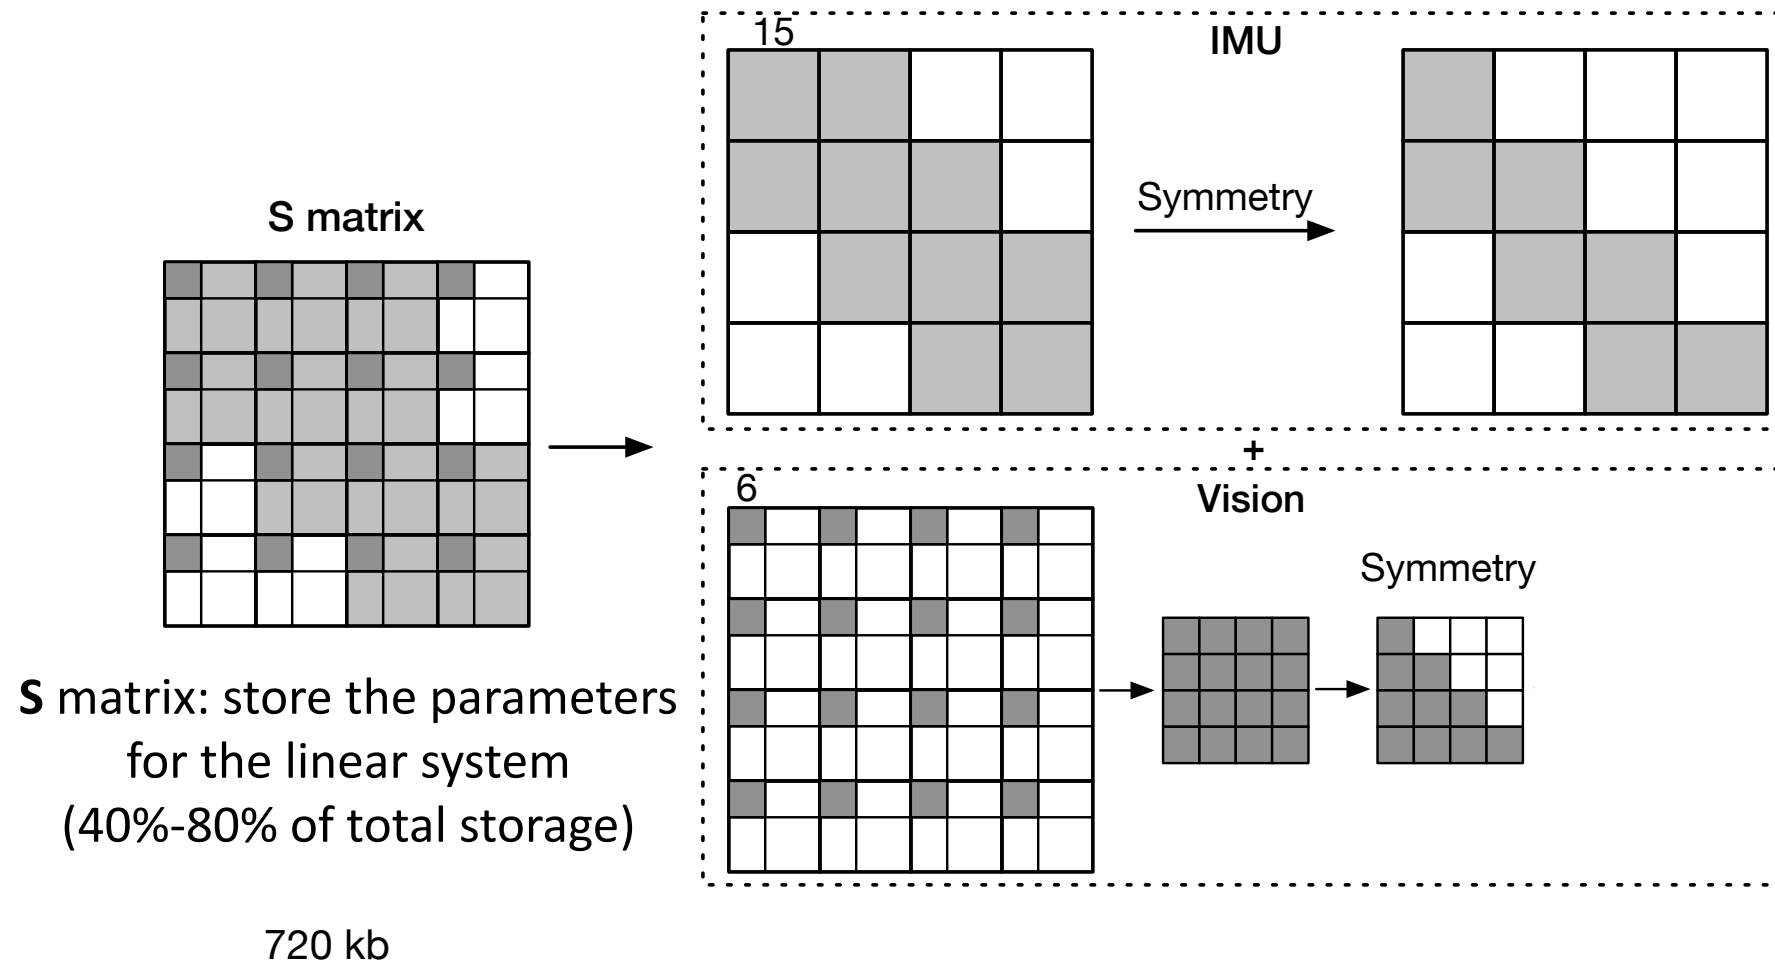 S matrix
S matrix: store the parameters
for the linear system
(40%-80% of total storage)
720 kb
15
IMU
Symmetry
+
6
Vision
Symmetry